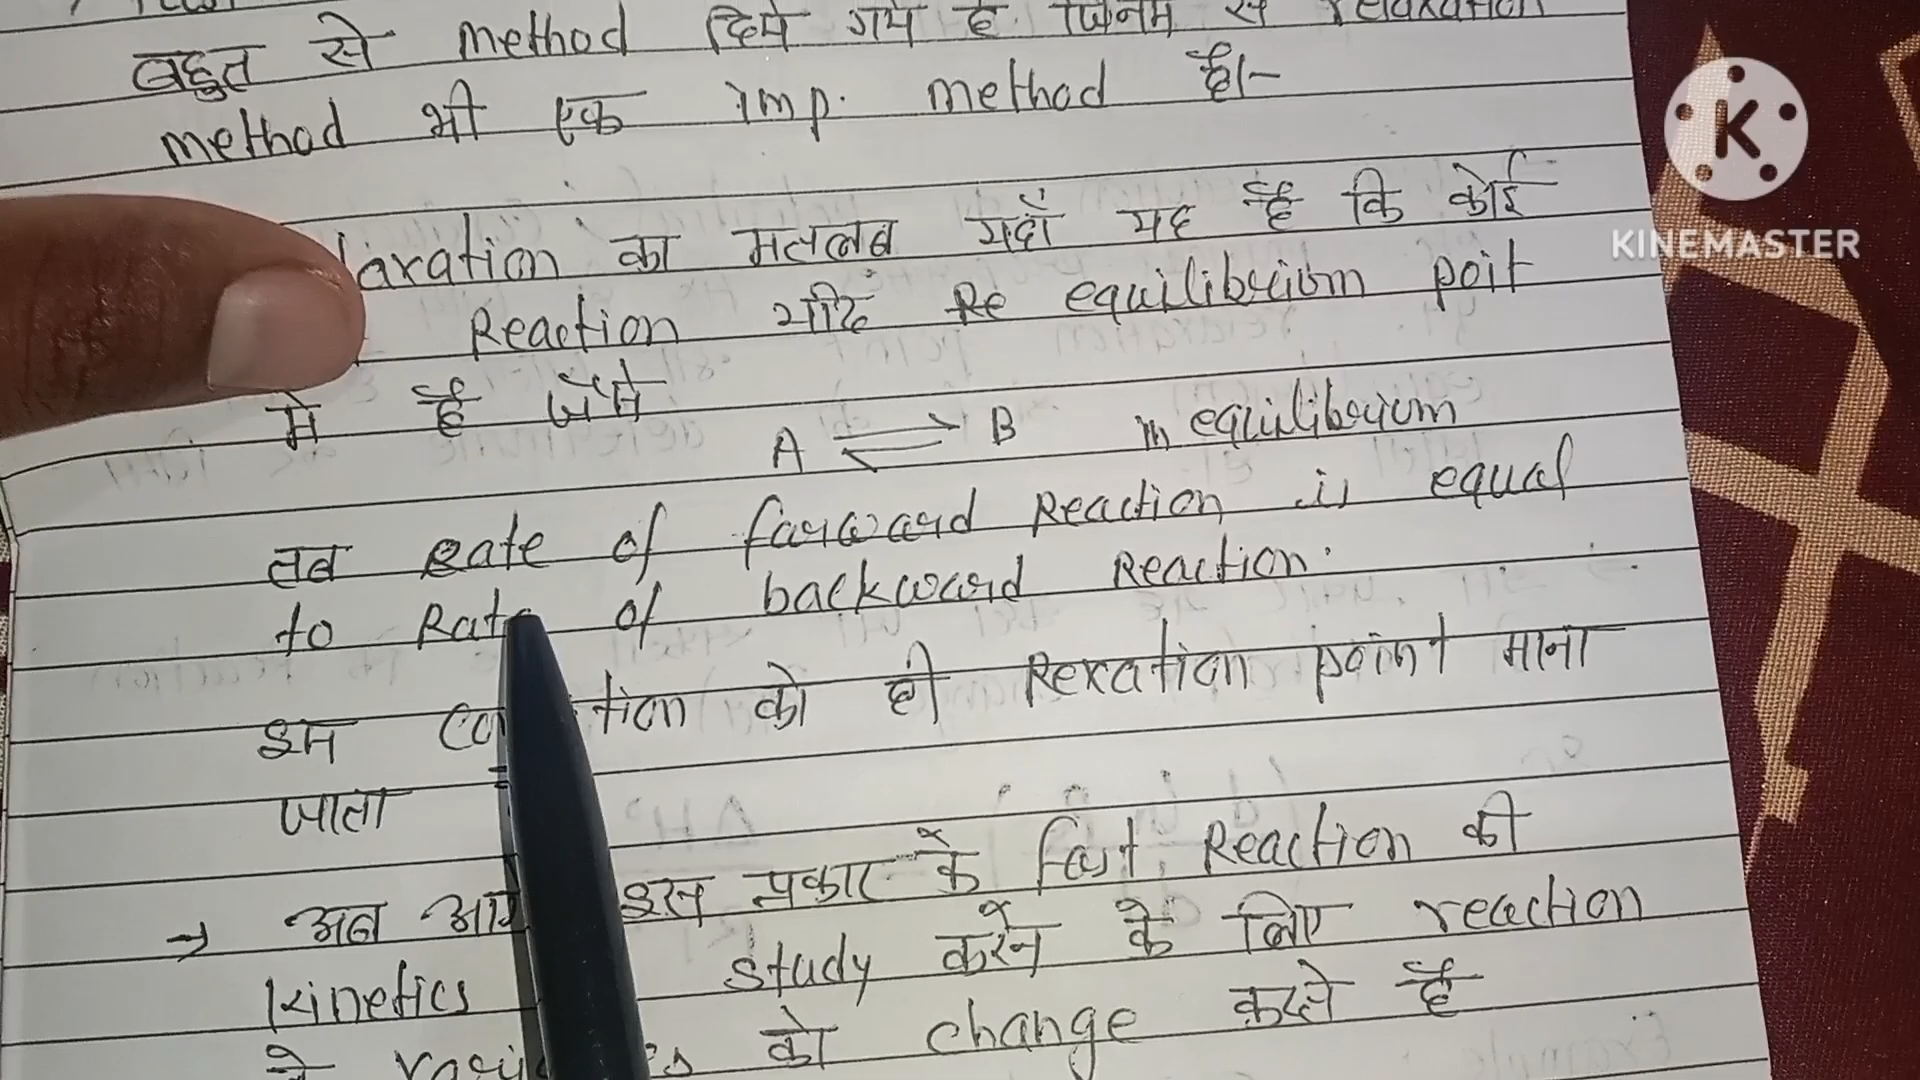 बहुत से method दिये गये है जिनमे से relaxation
method भी एक imp. method है।-
laxation का मतलब यहाँ यह है कि कोई
Reaction यदि Re equilibrium poit
मे है जैसे
A ⇌ B in equilibrium
तब rate of forward Reaction is equal
to Rate of backward Reaction.
इस को ही Rexation point माना
जाता
→ अब इस प्रकार के fast Reaction की
kinetics study करने के लिए reaction
के को change करते है
K
KINEMASTER